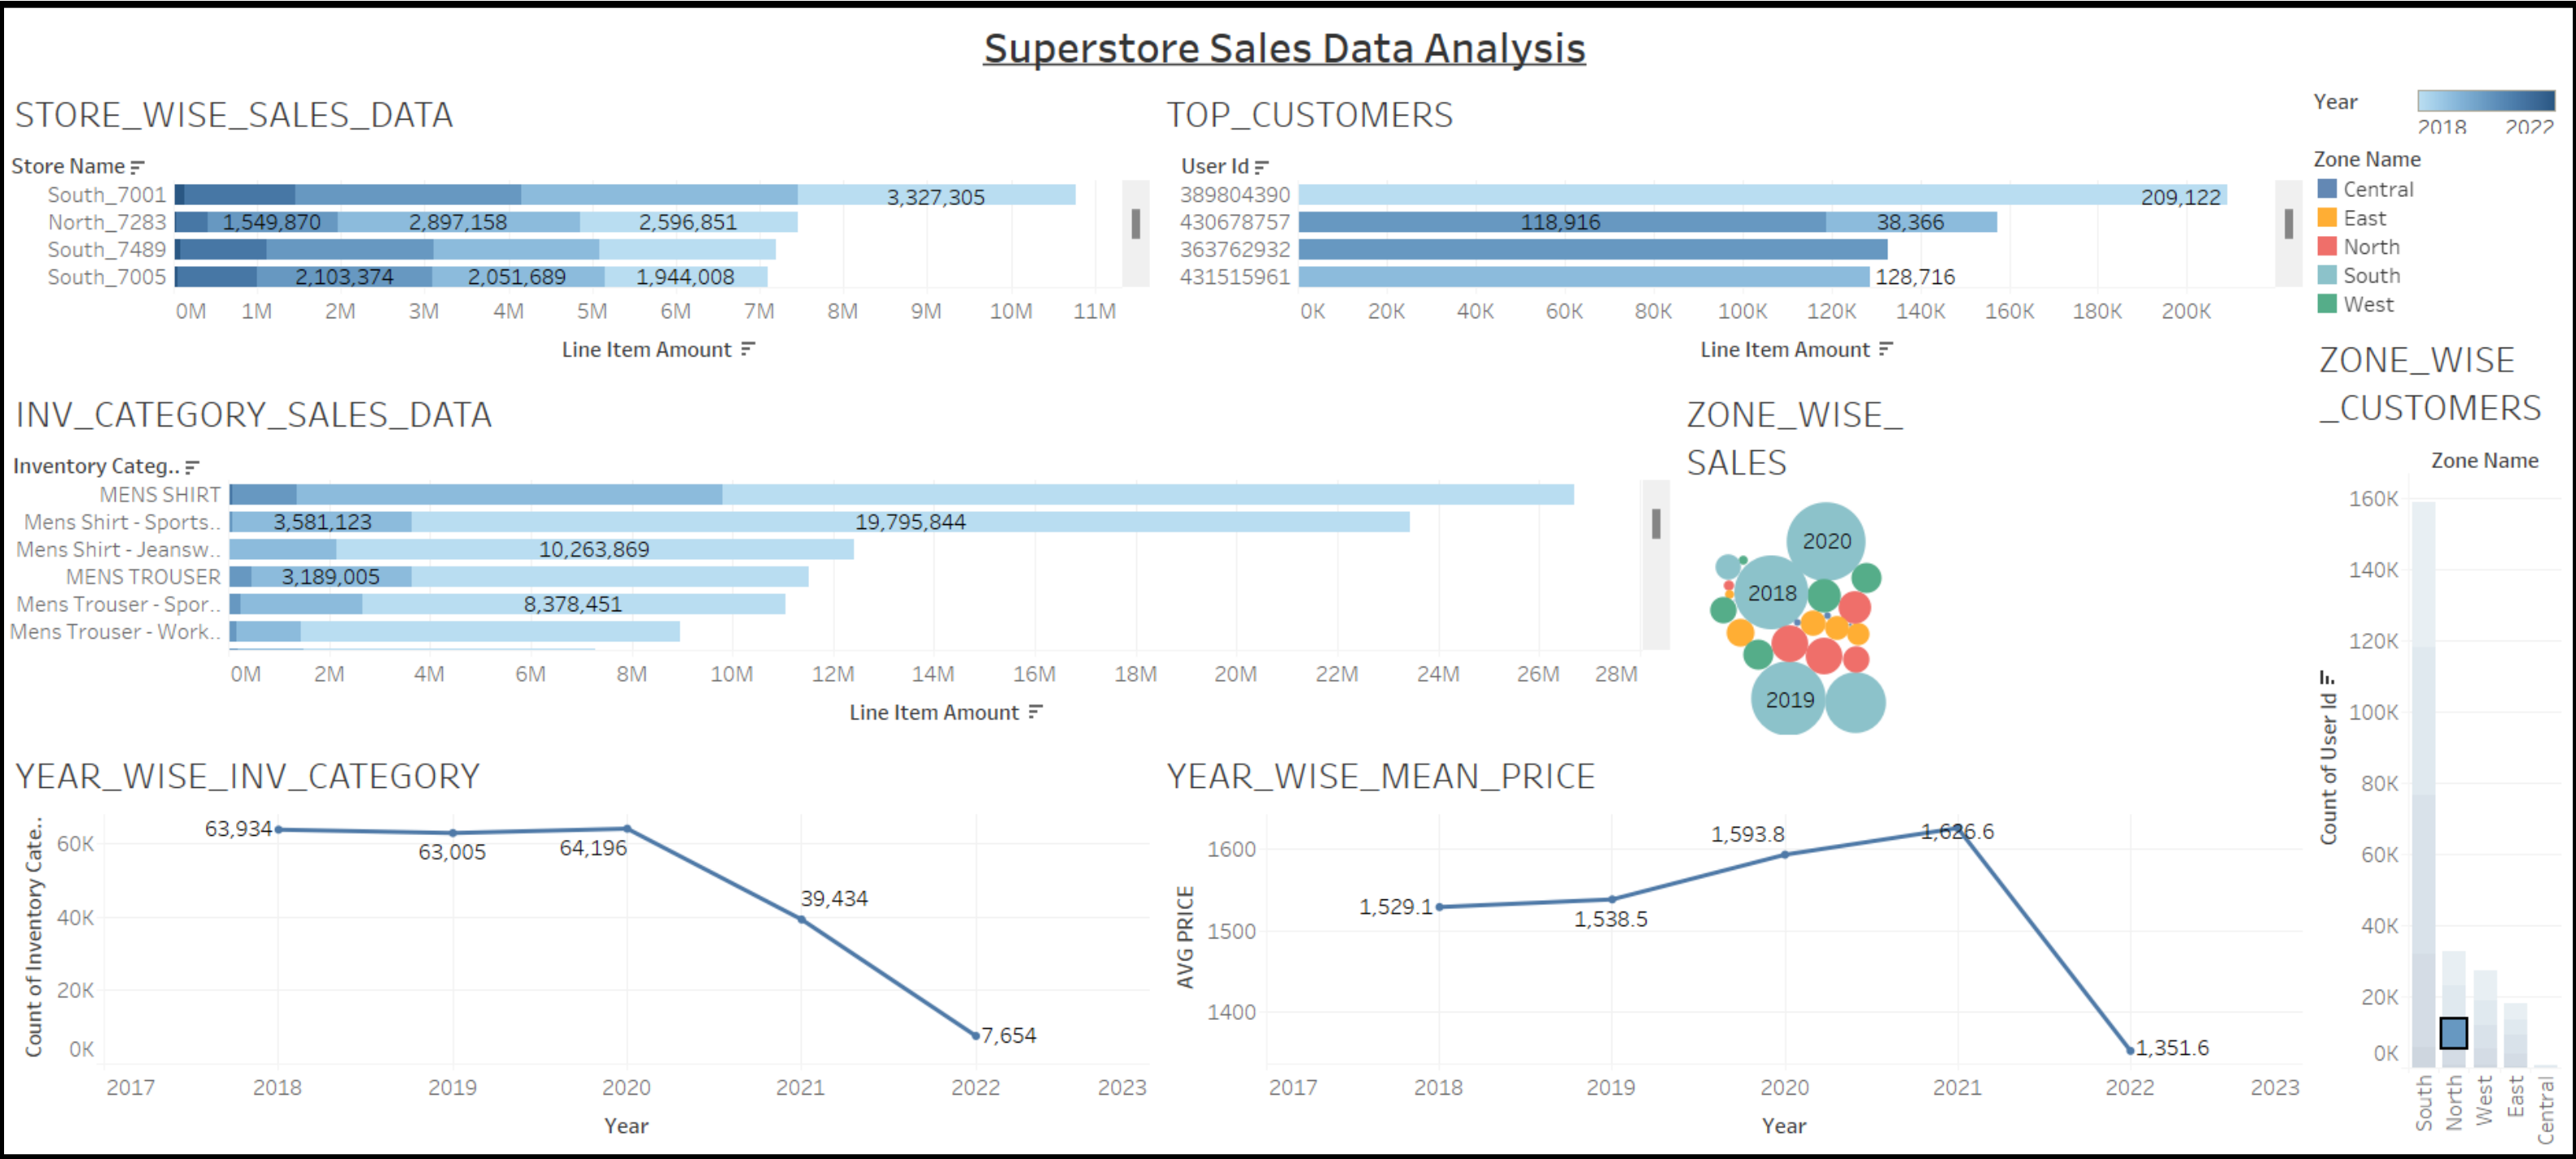 Superstore Sales Data Analysis
STORE_WISE_SALES_DATA
Store Name
South_7001
3,327,305
North_7283
1,549,870
2,897,158
2,596,851
South_7489
South_7005
2,103,374
2,051,689
1,944,008
0M 1M 2M 3M 4M 5M 6M 7M 8M 9M 10M 11M
Line Item Amount
TOP_CUSTOMERS
User Id
389804390
209,122
430678757
118,916
38,366
363762932
431515961
128,716
0K 20K 40K 60K 80K 100K 120K 140K 160K 180K 200K
Line Item Amount
Year
2018 2022
Zone Name
Central
East
North
South
West
INV_CATEGORY_SALES_DATA
Inventory Categ..
MENS SHIRT
Mens Shirt - Sports..
3,581,123
19,795,844
Mens Shirt - Jeansw..
10,263,869
MENS TROUSER
3,189,005
Mens Trouser - Spor..
8,378,451
Mens Trouser - Work..
0M 2M 4M 6M 8M 10M 12M 14M 16M 18M 20M 22M 24M 26M 28M
Line Item Amount
ZONE_WISE_
SALES
2020
2018
2019
ZONE_WISE
_CUSTOMERS
Zone Name
160K
140K
120K
100K
80K
60K
40K
20K
0K
Count of User Id
South
North
West
East
Central
YEAR_WISE_INV_CATEGORY
Count of Inventory Cate..
60K
40K
20K
0K
63,934
63,005
64,196
39,434
7,654
2017 2018 2019 2020 2021 2022 2023
Year
YEAR_WISE_MEAN_PRICE
AVG PRICE
1600
1500
1400
1,529.1
1,538.5
1,593.8
1,626.6
1,351.6
2017 2018 2019 2020 2021 2022 2023
Year